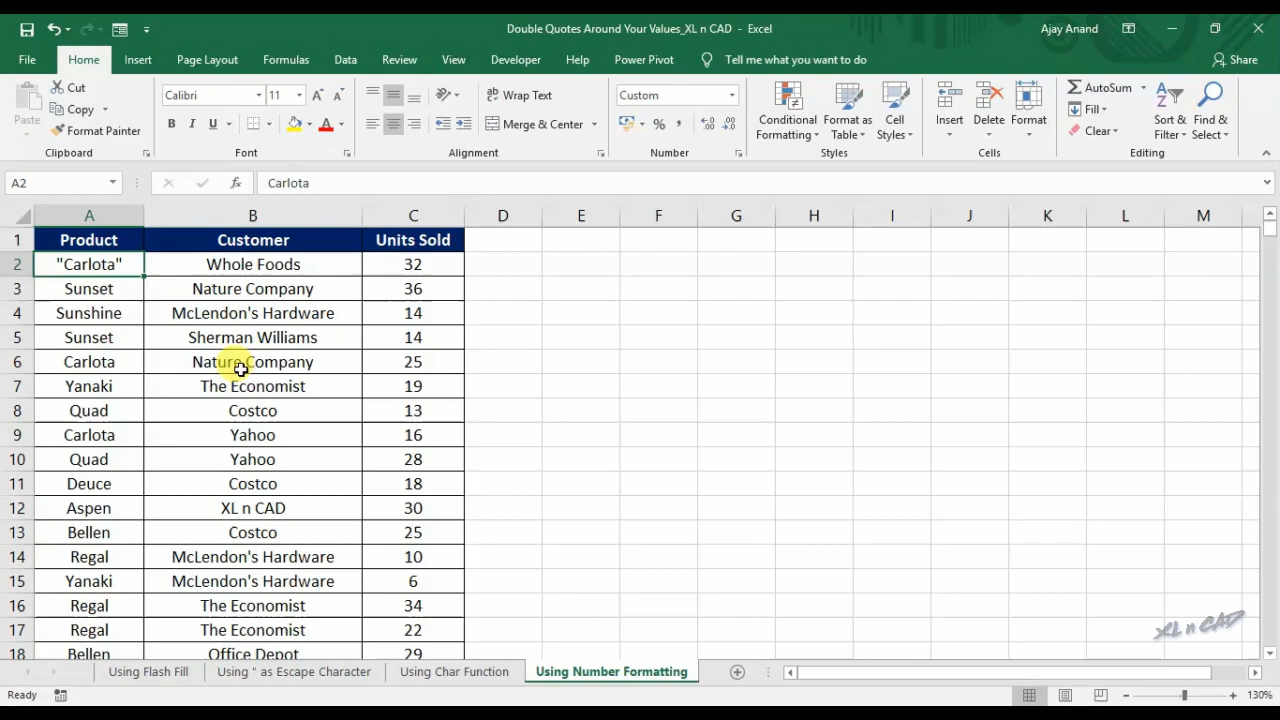 Double Quotes Around Your Values_XL n CAD - Excel
Ajay Anand
File Home Insert Page Layout Formulas Data Review View Developer Help Power Pivot Tell me what you want to do Share
Paste
Cut
Copy
Format Painter
Clipboard
Calibri 11
B I U
Font
Wrap Text
Merge & Center
Alignment
Custom
Number
Conditional Formatting
Format as Table
Cell Styles
Styles
Insert Delete Format
Cells
AutoSum
Fill
Clear
Sort & Filter
Find & Select
Editing
A2 fx Carlota
A B C D E F G H I J K L M
1 Product Customer Units Sold
2 "Carlota" Whole Foods 32
3 Sunset Nature Company 36
4 Sunshine McLendon's Hardware 14
5 Sunset Sherman Williams 14
6 Carlota Nature Company 25
7 Yanaki The Economist 19
8 Quad Costco 13
9 Carlota Yahoo 16
10 Quad Yahoo 28
11 Deuce Costco 18
12 Aspen XL n CAD 30
13 Bellen Costco 25
14 Regal McLendon's Hardware 10
15 Yanaki McLendon's Hardware 6
16 Regal The Economist 34
17 Regal The Economist 22
18 Bellen Office Depot 29
XL n CAD
Using Flash Fill Using " as Escape Character Using Char Function Using Number Formatting
Ready 130%